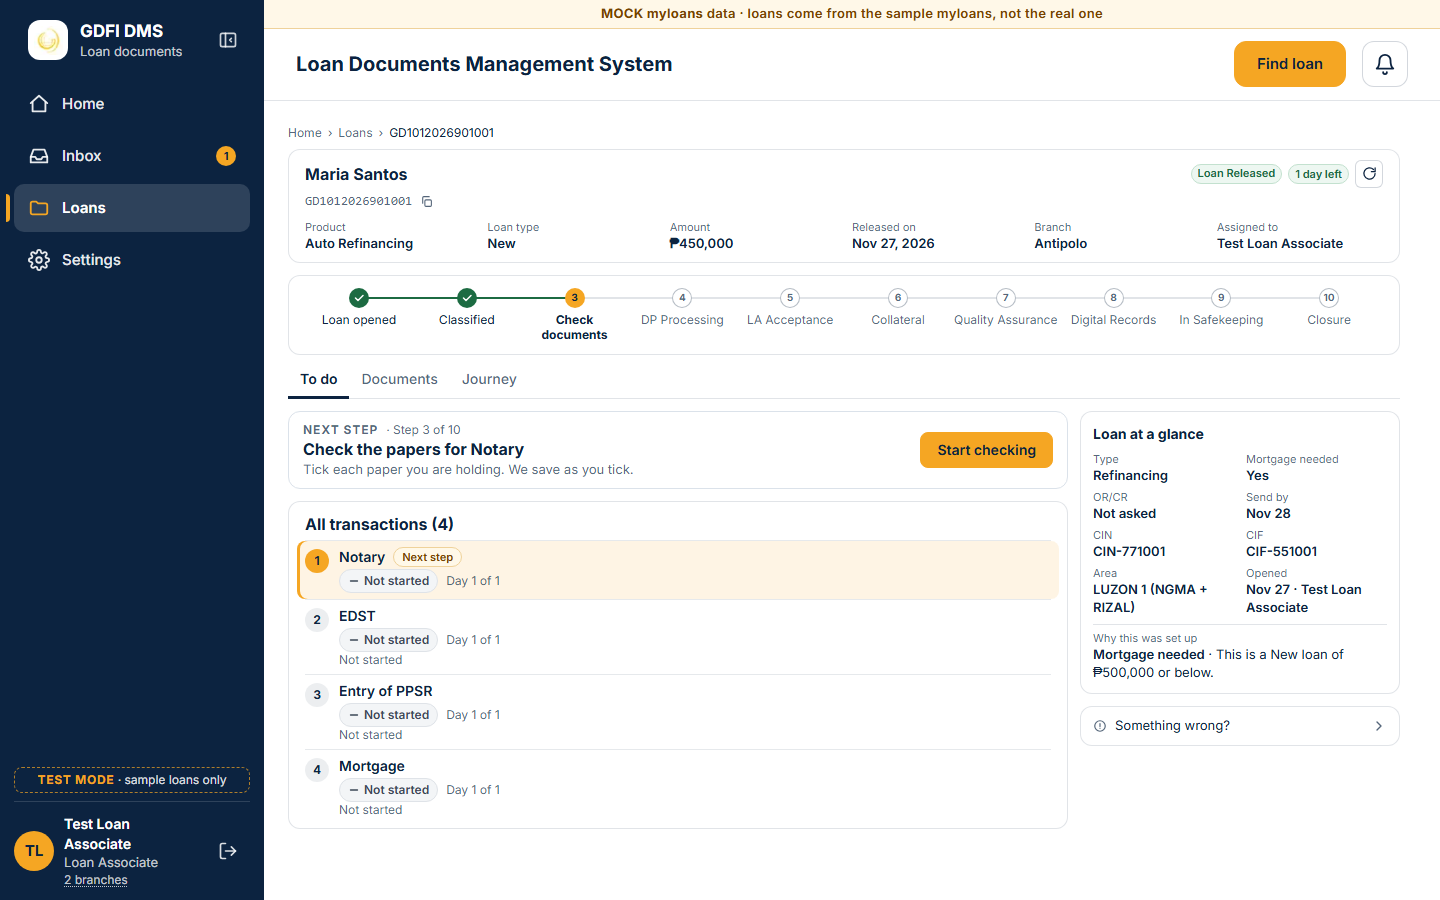 GDFI DMS
Loan documents
Home
Inbox
1
Loans
Settings
TEST MODE · sample loans only
TL
Test Loan
Associate
Loan Associate
2 branches
MOCK myloans data · loans come from the sample myloans, not the real one
Loan Documents Management System
Find loan
Home › Loans › GD1012026901001
Maria Santos
Loan Released
1 day left
GD1012026901001
Product
Loan type
Amount
Released on
Branch
Assigned to
Auto Refinancing
New
₱450,000
Nov 27, 2026
Antipolo
Test Loan Associate
3
4
5
6
7
8
9
10
Loan opened
Classified
Check
documents
DP Processing
LA Acceptance
Collateral
Quality Assurance
Digital Records
In Safekeeping
Closure
To do
Documents
Journey
NEXT STEP · Step 3 of 10
Check the papers for Notary
Tick each paper you are holding. We save as you tick.
Start checking
All transactions (4)
1
Notary
Next step
– Not started
Day 1 of 1
2
EDST
– Not started
Day 1 of 1
Not started
3
Entry of PPSR
– Not started
Day 1 of 1
Not started
4
Mortgage
– Not started
Day 1 of 1
Not started
Loan at a glance
Type
Mortgage needed
Refinancing
Yes
OR/CR
Send by
Not asked
Nov 28
CIN
CIF
CIN-771001
CIF-551001
Area
Opened
LUZON 1 (NGMA +
RIZAL)
Nov 27 · Test Loan
Associate
Why this was set up
Mortgage needed · This is a New loan of
₱500,000 or below.
Something wrong?